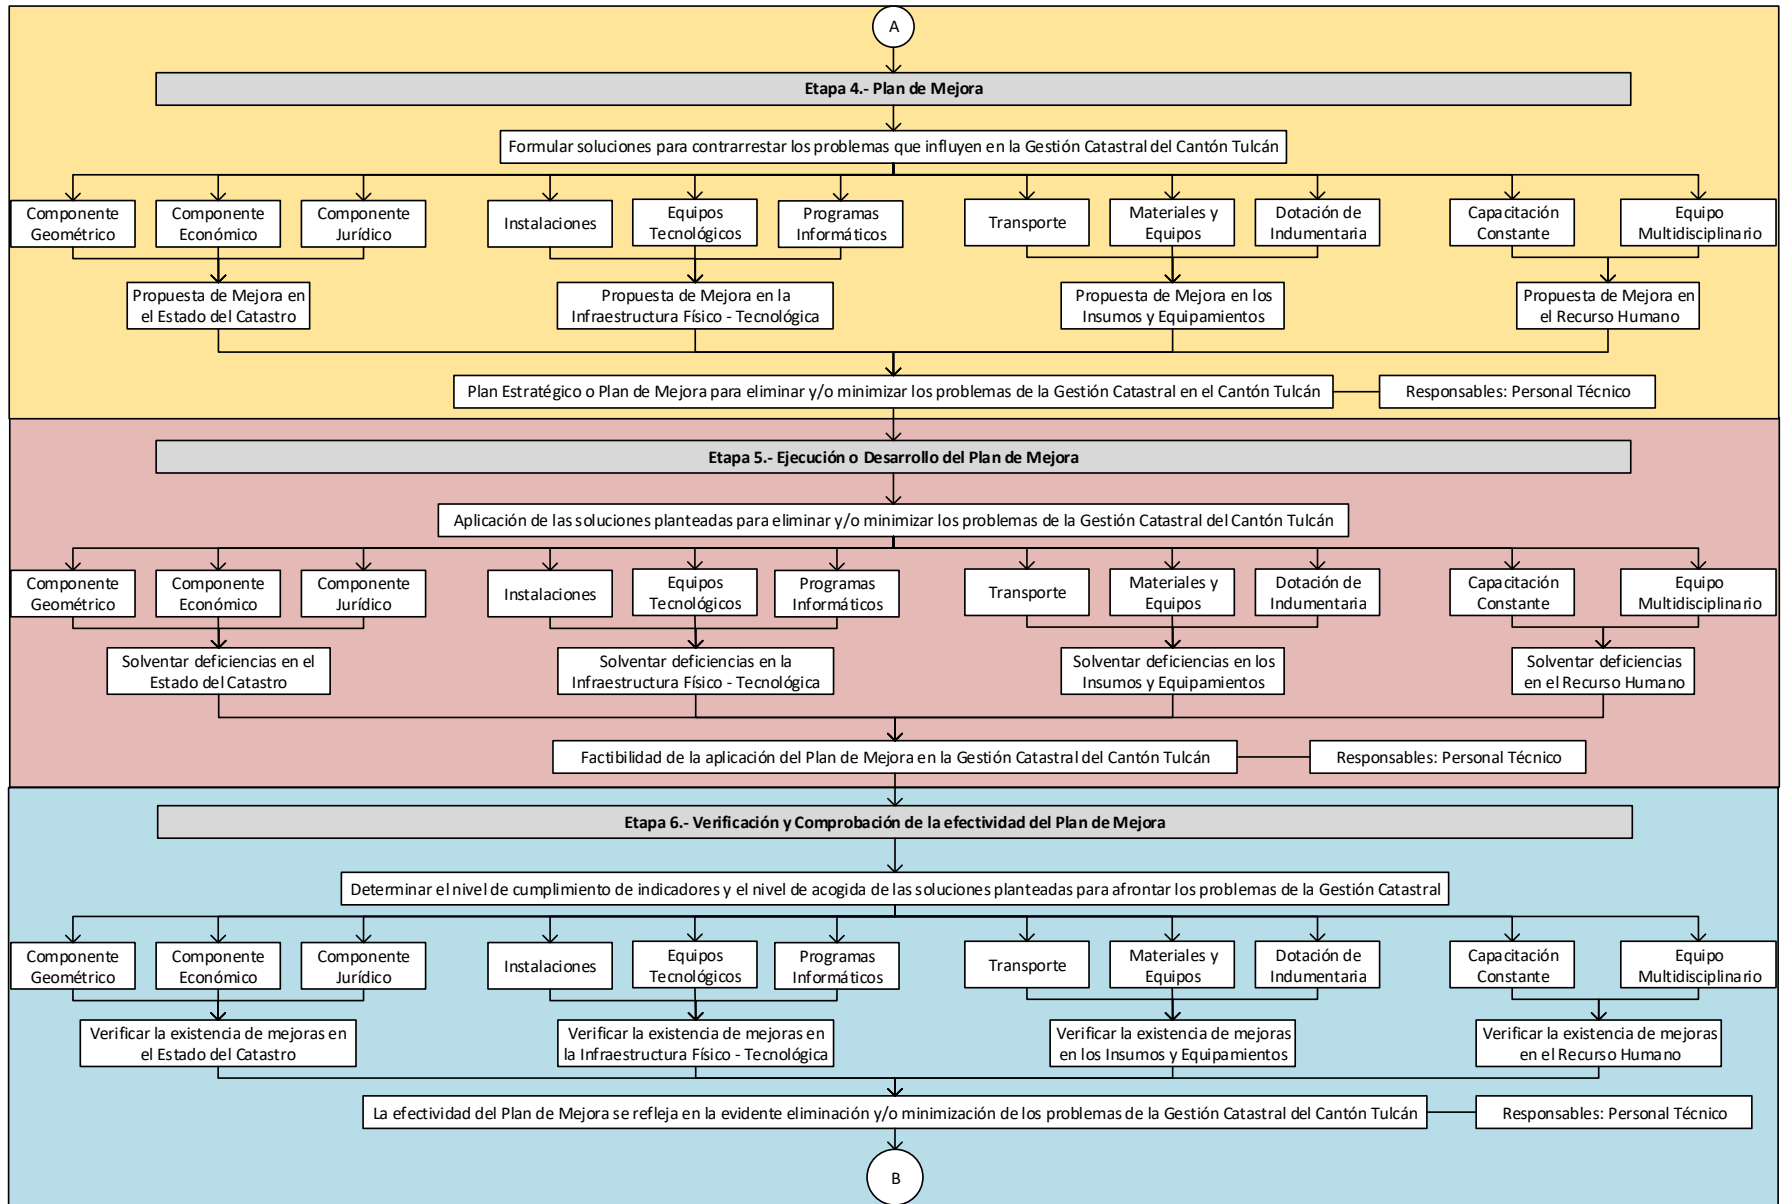 A
Etapa 4.- Plan de Mejora
Formular soluciones para contrarrestar los problemas que influyen en la Gestión Catastral del Cantón Tulcán
Componente
Geométrico
Componente
Económico
Componente
Jurídico
Instalaciones
Equipos
Tecnológicos
Programas
Informáticos
Transporte
Materiales y
Equipos
Dotación de
Indumentaria
Capacitación
Constante
Equipo
Multidisciplinario
Propuesta de Mejora en
el Estado del Catastro
Propuesta de Mejora en la
Infraestructura Físico - Tecnológica
Propuesta de Mejora en los
Insumos y Equipamientos
Propuesta de Mejora en
el Recurso Humano
Plan Estratégico o Plan de Mejora para eliminar y/o minimizar los problemas de la Gestión Catastral en el Cantón Tulcán
Responsables: Personal Técnico
Etapa 5.- Ejecución o Desarrollo del Plan de Mejora
Aplicación de las soluciones planteadas para eliminar y/o minimizar los problemas de la Gestión Catastral del Cantón Tulcán
Componente
Geométrico
Componente
Económico
Componente
Jurídico
Instalaciones
Equipos
Tecnológicos
Programas
Informáticos
Transporte
Materiales y
Equipos
Dotación de
Indumentaria
Capacitación
Constante
Equipo
Multidisciplinario
Solventar deficiencias en el
Estado del Catastro
Solventar deficiencias en la
Infraestructura Físico - Tecnológica
Solventar deficiencias en los
Insumos y Equipamientos
Solventar deficiencias
en el Recurso Humano
Factibilidad de la aplicación del Plan de Mejora en la Gestión Catastral del Cantón Tulcán
Responsables: Personal Técnico
Etapa 6.- Verificación y Comprobación de la efectividad del Plan de Mejora
Determinar el nivel de cumplimiento de indicadores y el nivel de acogida de las soluciones planteadas para afrontar los problemas de la Gestión Catastral
Componente
Geométrico
Componente
Económico
Componente
Jurídico
Instalaciones
Equipos
Tecnológicos
Programas
Informáticos
Transporte
Materiales y
Equipos
Dotación de
Indumentaria
Capacitación
Constante
Equipo
Multidisciplinario
Verificar la existencia de mejoras en
el Estado del Catastro
Verificar la existencia de mejoras en
la Infraestructura Físico - Tecnológica
Verificar la existencia de mejoras
en los Insumos y Equipamientos
Verificar la existencia de mejoras
en el Recurso Humano
La efectividad del Plan de Mejora se refleja en la evidente eliminación y/o minimización de los problemas de la Gestión Catastral del Cantón Tulcán
Responsables: Personal Técnico
B